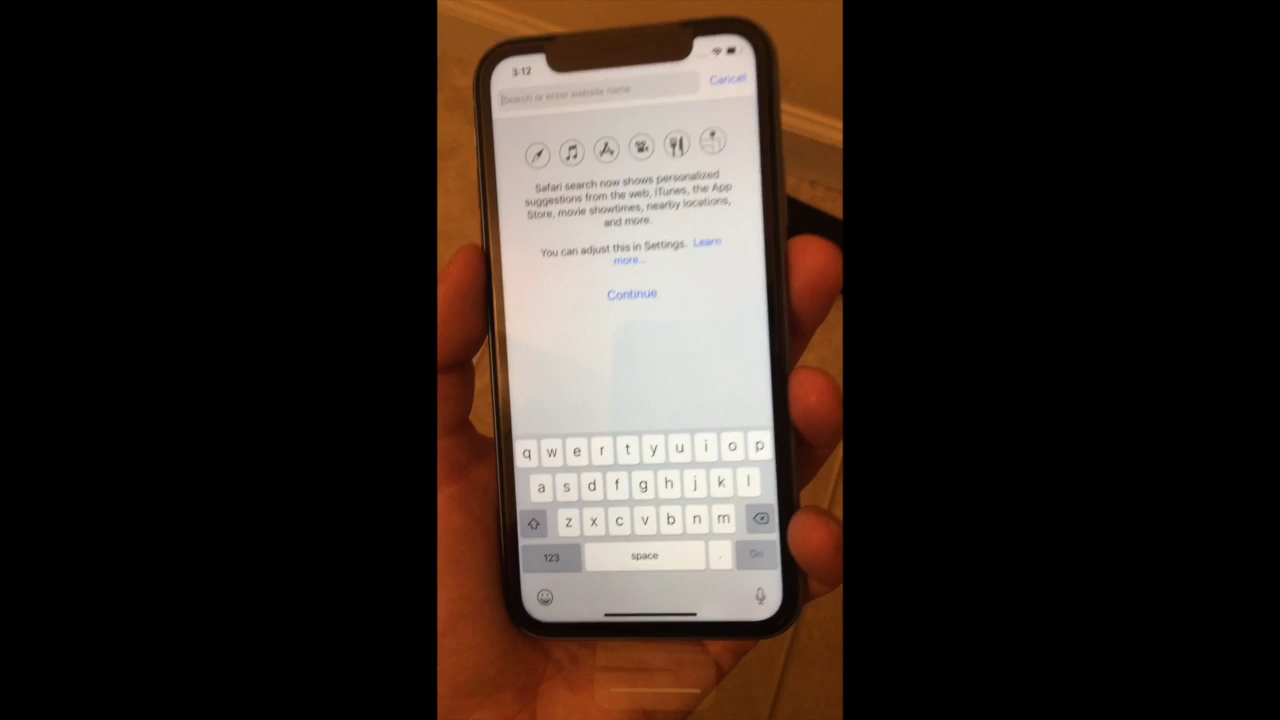 3:12
Search or enter website name
Cancel
Safari search now shows personalized
suggestions from the web, iTunes, the App
Store, movie showtimes, nearby locations,
and more.
You can adjust this in Settings. Learn
more...
Continue
q w e r t y u i o p
a s d f g h j k l
z x c v b n m
123 space . Go